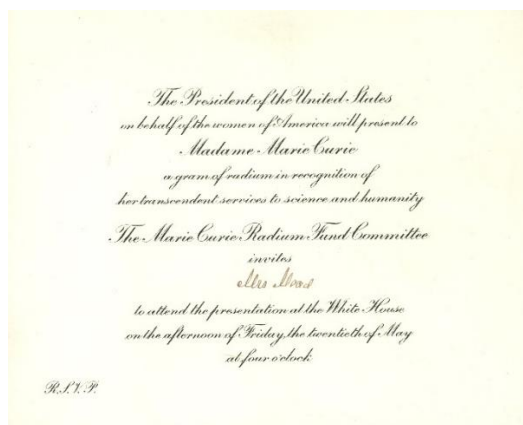 The President of the United States
on behalf of the women of America will present to
Madame Marie Curie
a gram of radium in recognition of
her transcendent services to science and humanity
The Marie Curie Radium Fund Committee
invites
Mrs Mead
to attend the presentation at the White House
on the afternoon of Friday, the twentieth of May
at four o'clock
R.S.V.P.